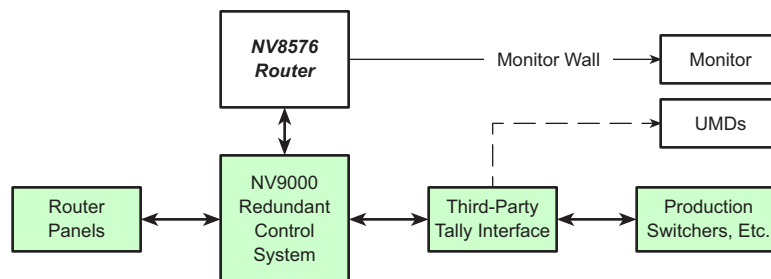 NV8576
Router
Monitor Wall
Monitor
UMDs
Router
Panels
NV9000
Redundant
Control
System
Third-Party
Tally Interface
Production
Switchers, Etc.